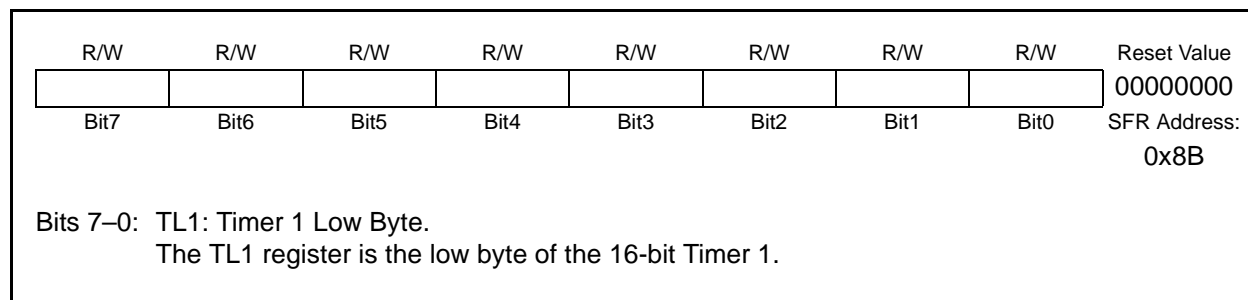 R/W R/W R/W R/W R/W R/W R/W R/W Reset Value
00000000
Bit7 Bit6 Bit5 Bit4 Bit3 Bit2 Bit1 Bit0 SFR Address:
0x8B
Bits 7–0: TL1: Timer 1 Low Byte.
The TL1 register is the low byte of the 16-bit Timer 1.